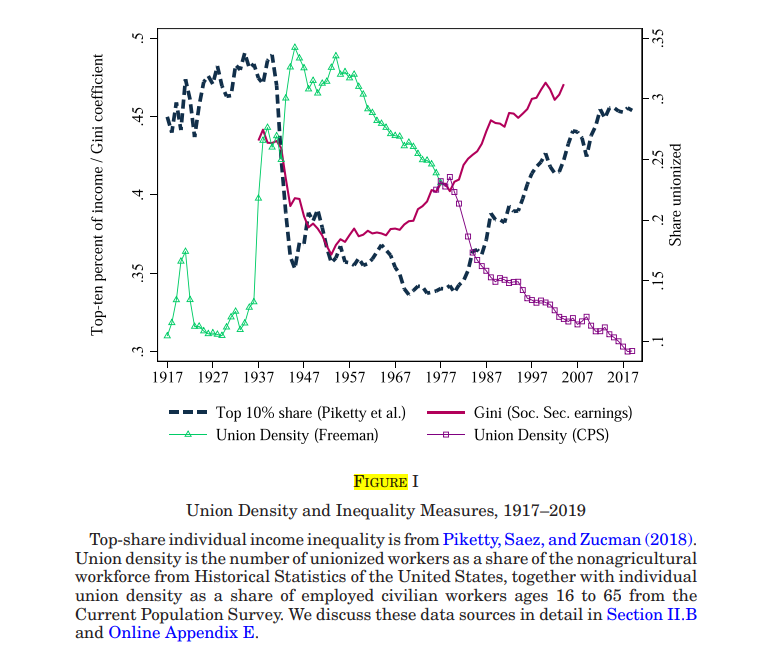 Top-ten percent of income / Gini coefficient
.5
.45
.4
.35
.3
.35
.3
.25
.2
.15
.1
Share unionized
1917 1927 1937 1947 1957 1967 1977 1987 1997 2007 2017
Top 10% share (Piketty et al.) Gini (Soc. Sec. earnings)
Union Density (Freeman) Union Density (CPS)
FIGURE I
Union Density and Inequality Measures, 1917–2019
Top-share individual income inequality is from Piketty, Saez, and Zucman (2018).
Union density is the number of unionized workers as a share of the nonagricultural
workforce from Historical Statistics of the United States, together with individual
union density as a share of employed civilian workers ages 16 to 65 from the
Current Population Survey. We discuss these data sources in detail in Section II.B
and Online Appendix E.